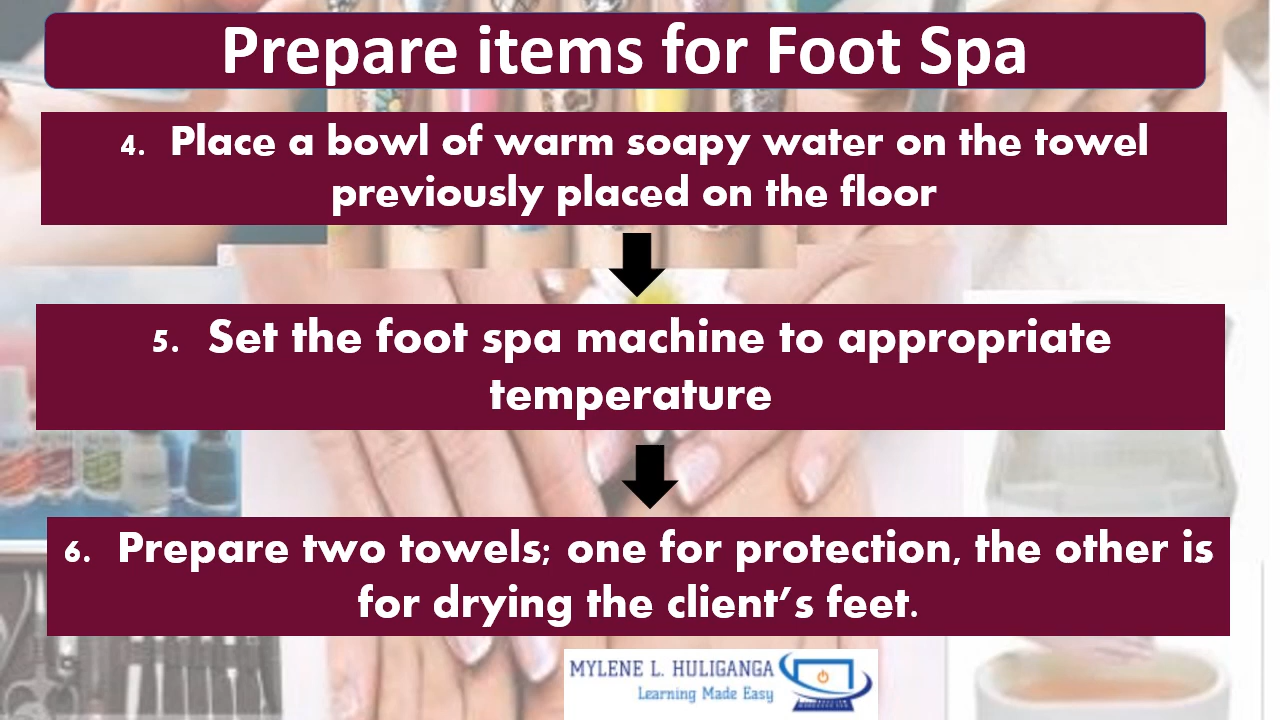 Prepare items for Foot Spa
4. Place a bowl of warm soapy water on the towel
previously placed on the floor
5. Set the foot spa machine to appropriate
temperature
6. Prepare two towels; one for protection, the other is
for drying the client’s feet.
MYLENE L. HULIGANGA
Learning Made Easy